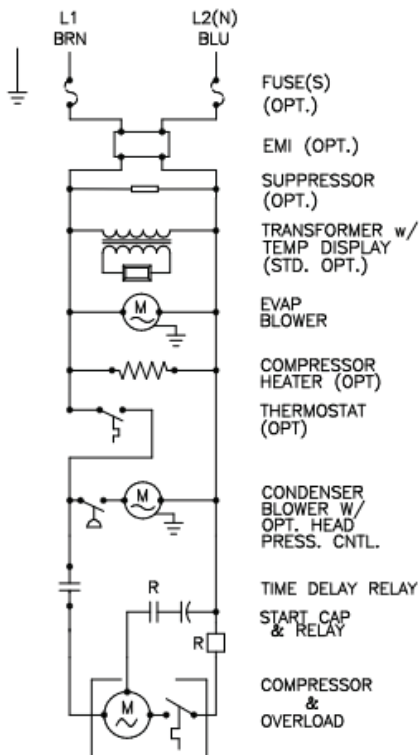 L1
BRN
L2(N)
BLU
FUSE(S)
(OPT.)
EMI (OPT.)
SUPPRESSOR
(OPT.)
TRANSFORMER w/
TEMP DISPLAY
(STD. OPT.)
M
EVAP
BLOWER
COMPRESSOR
HEATER (OPT)
THERMOSTAT
(OPT)
M
CONDENSER
BLOWER W/
OPT. HEAD
PRESS. CNTL.
TIME DELAY RELAY
R
START CAP
& RELAY
R
M
COMPRESSOR
&
OVERLOAD